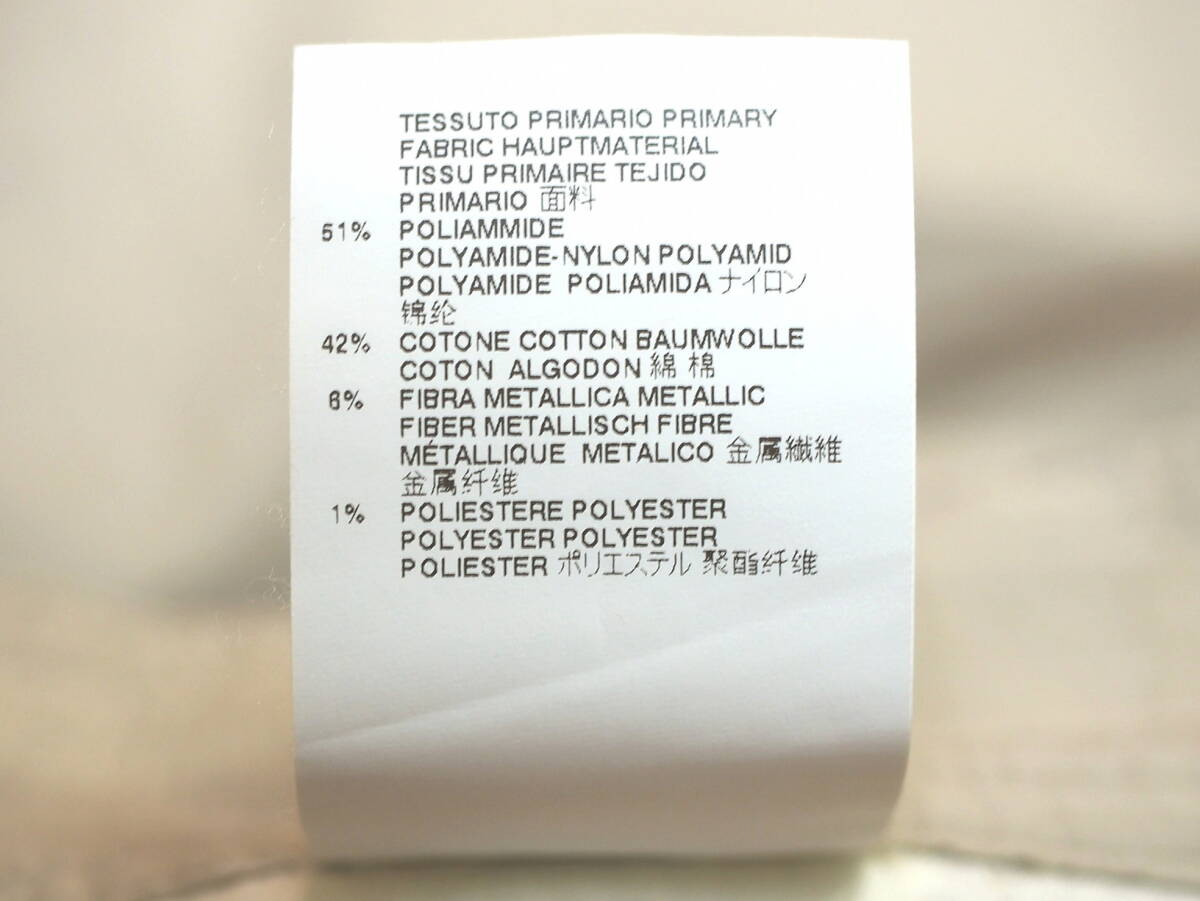 TESSUTO PRIMARIO PRIMARY
FABRIC HAUPTMATERIAL
TISSU PRIMAIRE TEJIDO
PRIMARIO 面料
51% POLIAMMIDE
POLYAMIDE-NYLON POLYAMID
POLYAMIDE POLIAMIDA ナイロン
锦纶
42% COTONE COTTON BAUMWOLLE
COTON ALGODON 綿 棉
6% FIBRA METALLICA METALLIC
FIBER METALLISCH FIBRE
MÉTALLIQUE METALICO 金属繊維
金属纤维
1% POLIESTERE POLYESTER
POLYESTER POLYESTER
POLIESTER ポリエステル 聚酯纤维